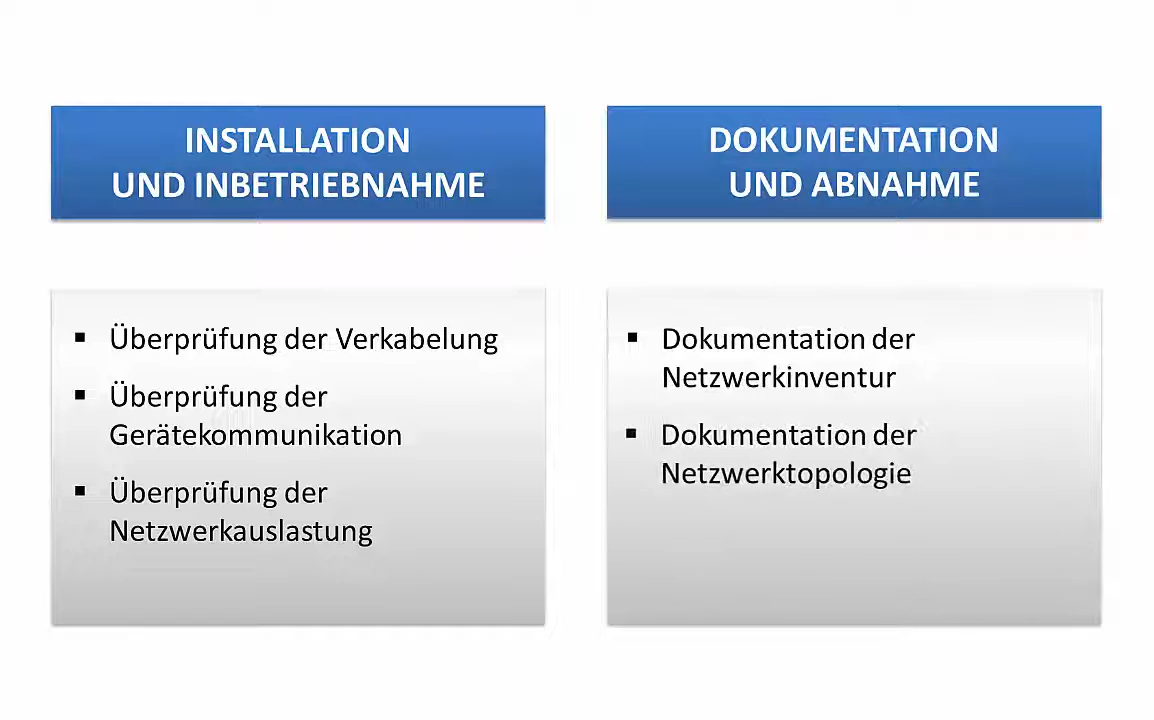 INSTALLATION
UND INBETRIEBNAHME
▪ Überprüfung der Verkabelung
▪ Überprüfung der
Gerätekommunikation
▪ Überprüfung der
Netzwerkauslastung
DOKUMENTATION
UND ABNAHME
▪ Dokumentation der
Netzwerkinventur
▪ Dokumentation der
Netzwerktopologie